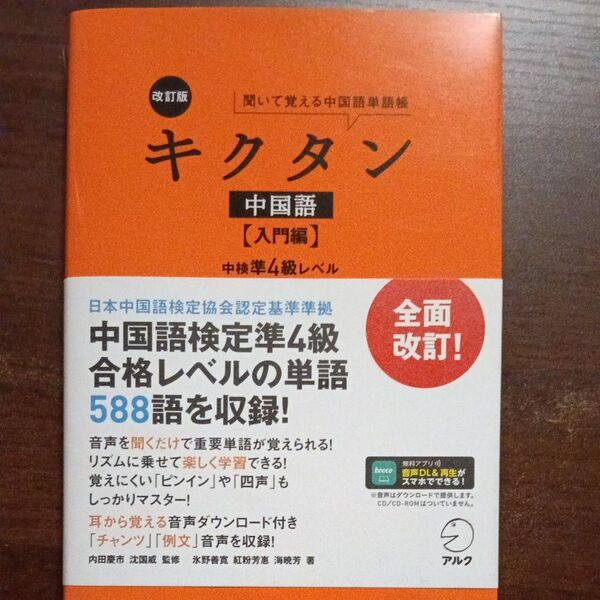 改訂版
聞いて覚える中国語単語帳
キクタン
中国語
【入門編】
中検準4級レベル
日本中国語検定協会認定基準準拠
中国語検定準4級
合格レベルの単語
588語を収録!
全面
改訂!
音声を聞くだけで重要単語が覚えられる!
リズムに乗せて楽しく学習できる!
覚えにくい「ピンイン」や「四声」も
しっかりマスター!
耳から覚える音声ダウンロード付き
「チャンツ」「例文」音声を収録!
booco
無料アプリ
音声DL&再生が
スマホでできる!
※音声はダウンロードで提供します。
CD/CD-ROMはついていません。
内田慶市 沈国威 監修 氷野善寛 紅粉芳惠 海暁芳 著
アルク